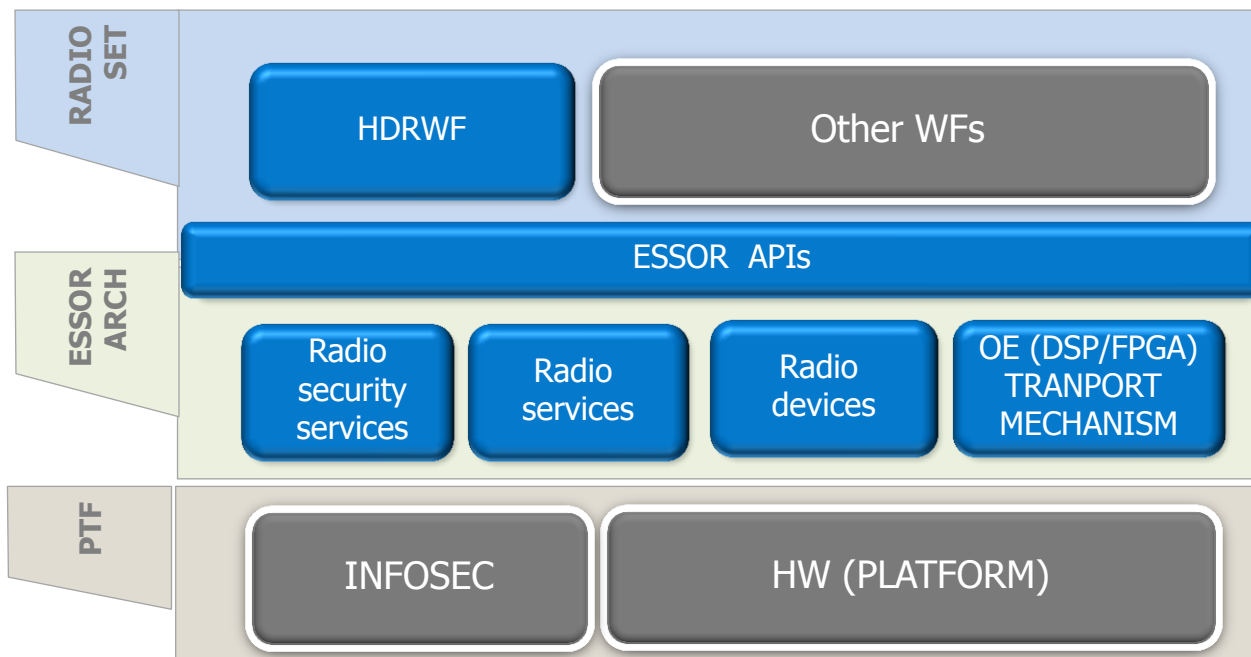 RADIO
SET
HDRWF
Other WFs
ESSOR APIs
ESSOR
ARCH
Radio
security
services
Radio
services
Radio
devices
OE (DSP/FPGA)
TRANPORT
MECHANISM
PTF
INFOSEC
HW (PLATFORM)